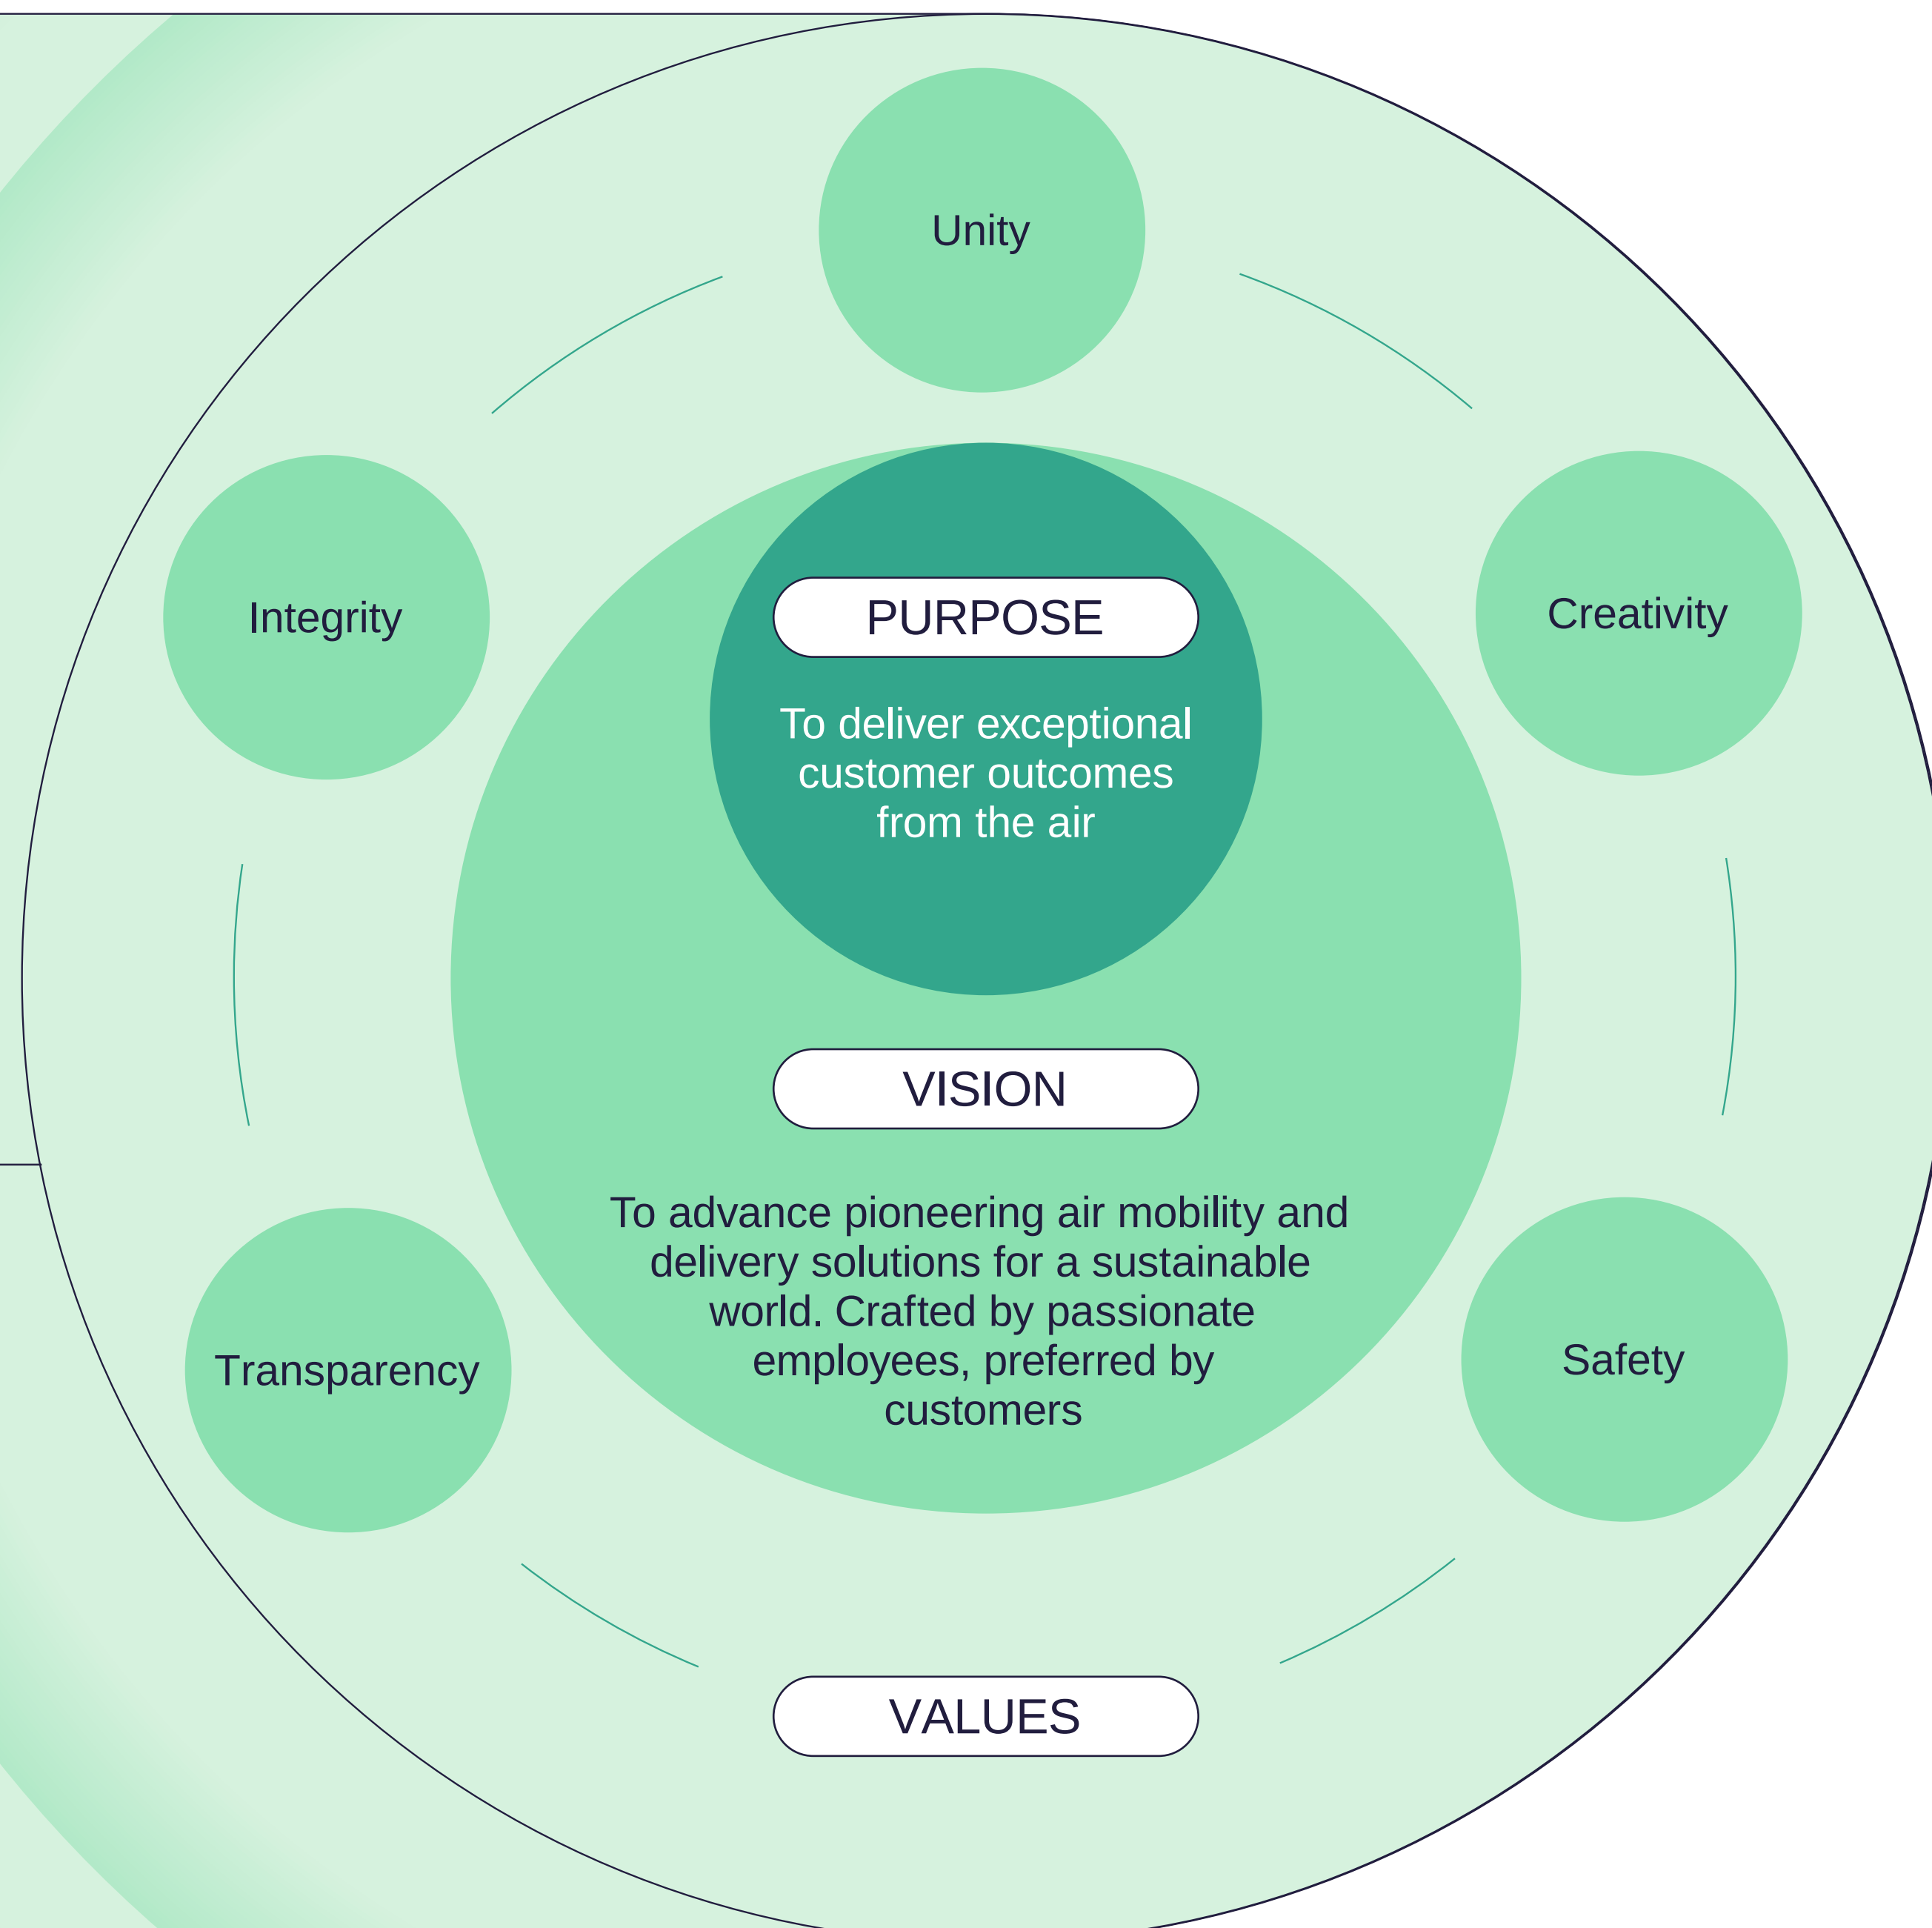 Unity
Integrity
Creativity
PURPOSE
To deliver exceptional
customer outcomes
from the air
VISION
To advance pioneering air mobility and
delivery solutions for a sustainable
world. Crafted by passionate
employees, preferred by
customers
Transparency
Safety
VALUES